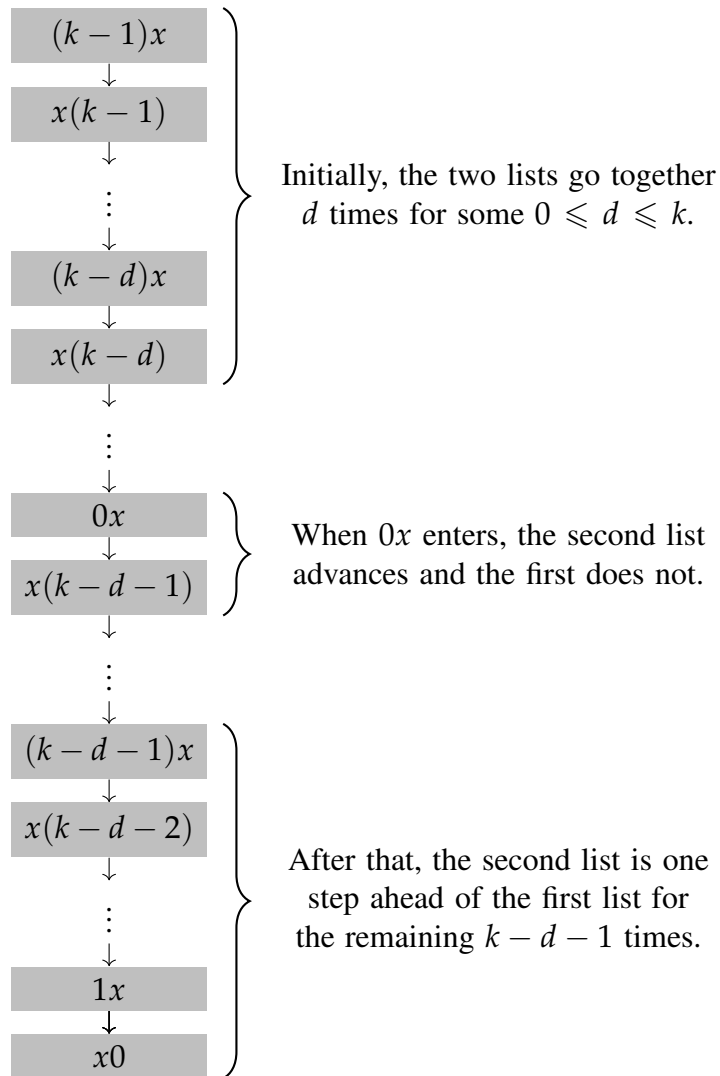 (k − 1)x
x(k − 1)
⋮
Initially, the two lists go together
d times for some 0 ⩽ d ⩽ k.
(k − d)x
x(k − d)
⋮
0x
When 0x enters, the second list
advances and the first does not.
x(k − d − 1)
⋮
(k − d − 1)x
x(k − d − 2)
After that, the second list is one
step ahead of the first list for
the remaining k − d − 1 times.
⋮
1x
x0